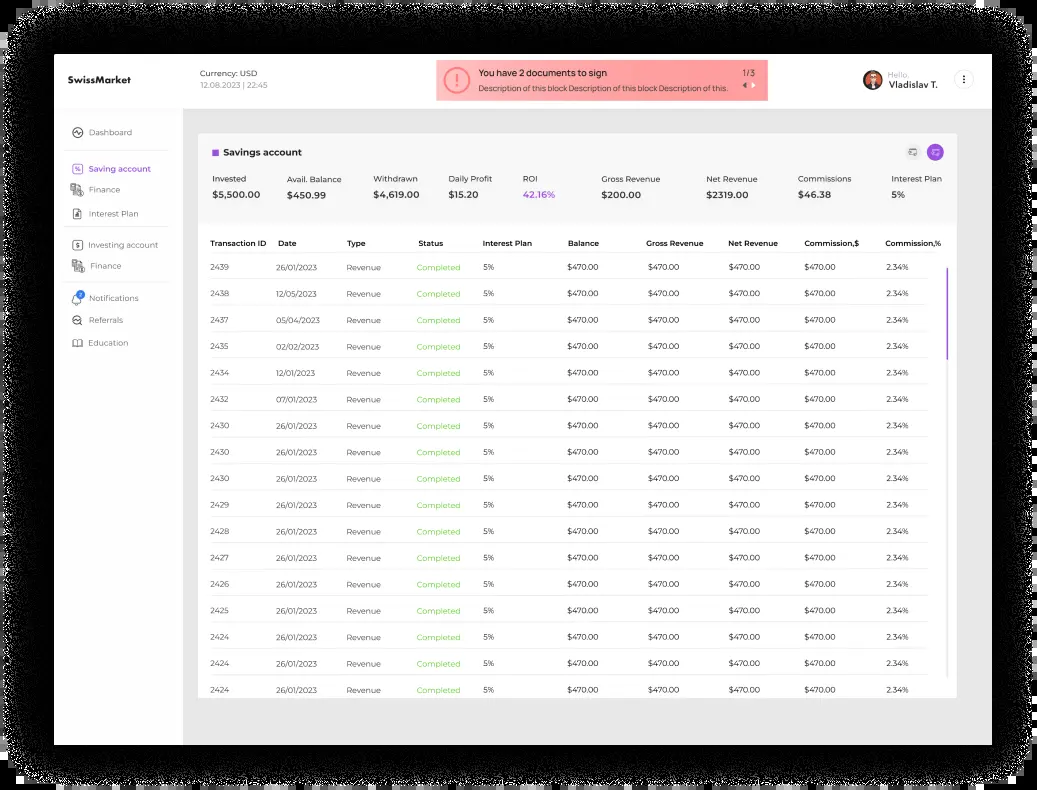 SwissMarket
Currency: USD
12.08.2023 | 22:45
You have 2 documents to sign
Description of this block Description of this block Description of this.
1/3
Hello,
Vladislav T.
Dashboard
Saving account
Finance
Interest Plan
Investing account
Finance
2
Notifications
Referrals
Education
Savings account
Invested Avail. Balance Withdrawn Daily Profit ROI Gross Revenue Net Revenue Commissions Interest Plan
$5,500.00 $450.99 $4,619.00 $15.20 42.16% $200.00 $2319.00 $46.38 5%
Transaction ID Date Type Status Interest Plan Balance Gross Revenue Net Revenue Commission,$ Commission,%
2439 26/01/2023 Revenue Completed 5% $470.00 $470.00 $470.00 $470.00 2.34%
2438 12/05/2023 Revenue Completed 5% $470.00 $470.00 $470.00 $470.00 2.34%
2437 05/04/2023 Revenue Completed 5% $470.00 $470.00 $470.00 $470.00 2.34%
2435 02/02/2023 Revenue Completed 5% $470.00 $470.00 $470.00 $470.00 2.34%
2434 12/01/2023 Revenue Completed 5% $470.00 $470.00 $470.00 $470.00 2.34%
2432 07/01/2023 Revenue Completed 5% $470.00 $470.00 $470.00 $470.00 2.34%
2430 26/01/2023 Revenue Completed 5% $470.00 $470.00 $470.00 $470.00 2.34%
2430 26/01/2023 Revenue Completed 5% $470.00 $470.00 $470.00 $470.00 2.34%
2430 26/01/2023 Revenue Completed 5% $470.00 $470.00 $470.00 $470.00 2.34%
2429 26/01/2023 Revenue Completed 5% $470.00 $470.00 $470.00 $470.00 2.34%
2428 26/01/2023 Revenue Completed 5% $470.00 $470.00 $470.00 $470.00 2.34%
2427 26/01/2023 Revenue Completed 5% $470.00 $470.00 $470.00 $470.00 2.34%
2426 26/01/2023 Revenue Completed 5% $470.00 $470.00 $470.00 $470.00 2.34%
2425 26/01/2023 Revenue Completed 5% $470.00 $470.00 $470.00 $470.00 2.34%
2424 26/01/2023 Revenue Completed 5% $470.00 $470.00 $470.00 $470.00 2.34%
2424 26/01/2023 Revenue Completed 5% $470.00 $470.00 $470.00 $470.00 2.34%
2424 26/01/2023 Revenue Completed 5% $470.00 $470.00 $470.00 $470.00 2.34%